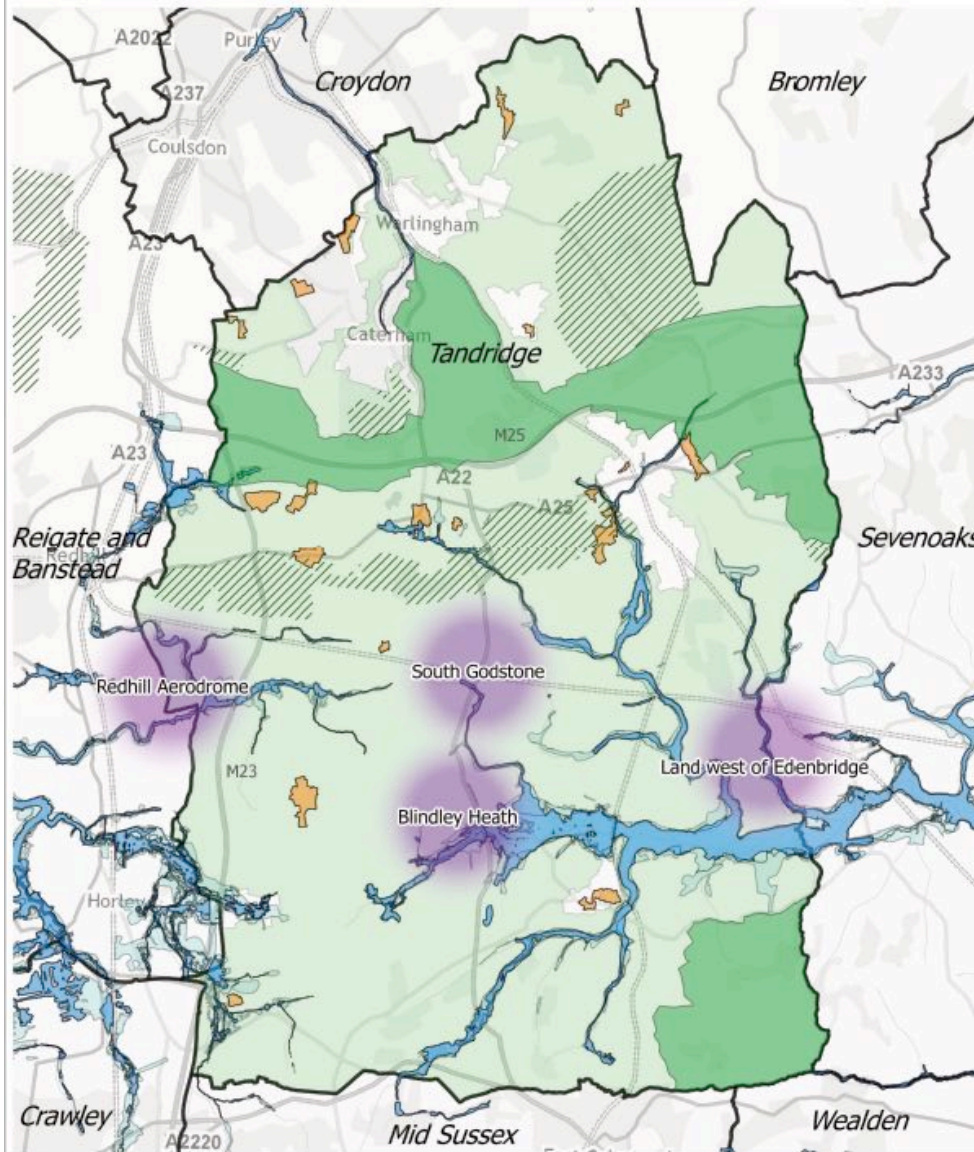 A2022
Purley
Croydon
Bromley
A237
Coulsdon
A23
Warlingham
Caterham
Tandridge
A233
M25
A23
A22
A25
Reigate and
Banstead
Redhill
Sevenoaks
South Godstone
Redhill Aerodrome
Land west of Edenbridge
M23
Blindley Heath
Horley
Crawley
Mid Sussex
Wealden
A2220